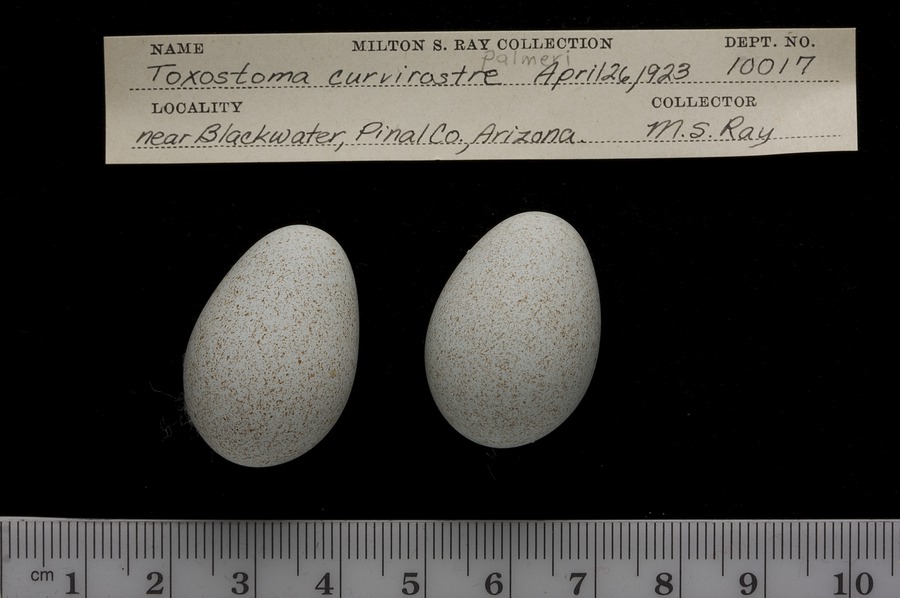 NAME MILTON S. RAY COLLECTION DEPT. NO.
palmeri
Toxostoma curvirostre April 26, 1923 10017
LOCALITY COLLECTOR
near Blackwater, Pinal Co., Arizona. M. S. Ray
cm 1 2 3 4 5 6 7 8 9 10